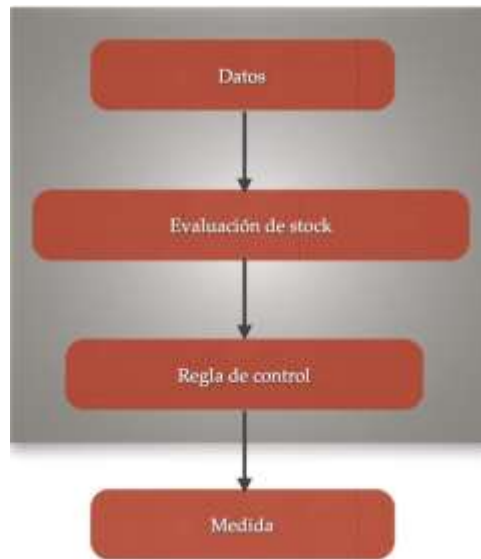 Datos
Evaluación de stock
Regla de control
Medida